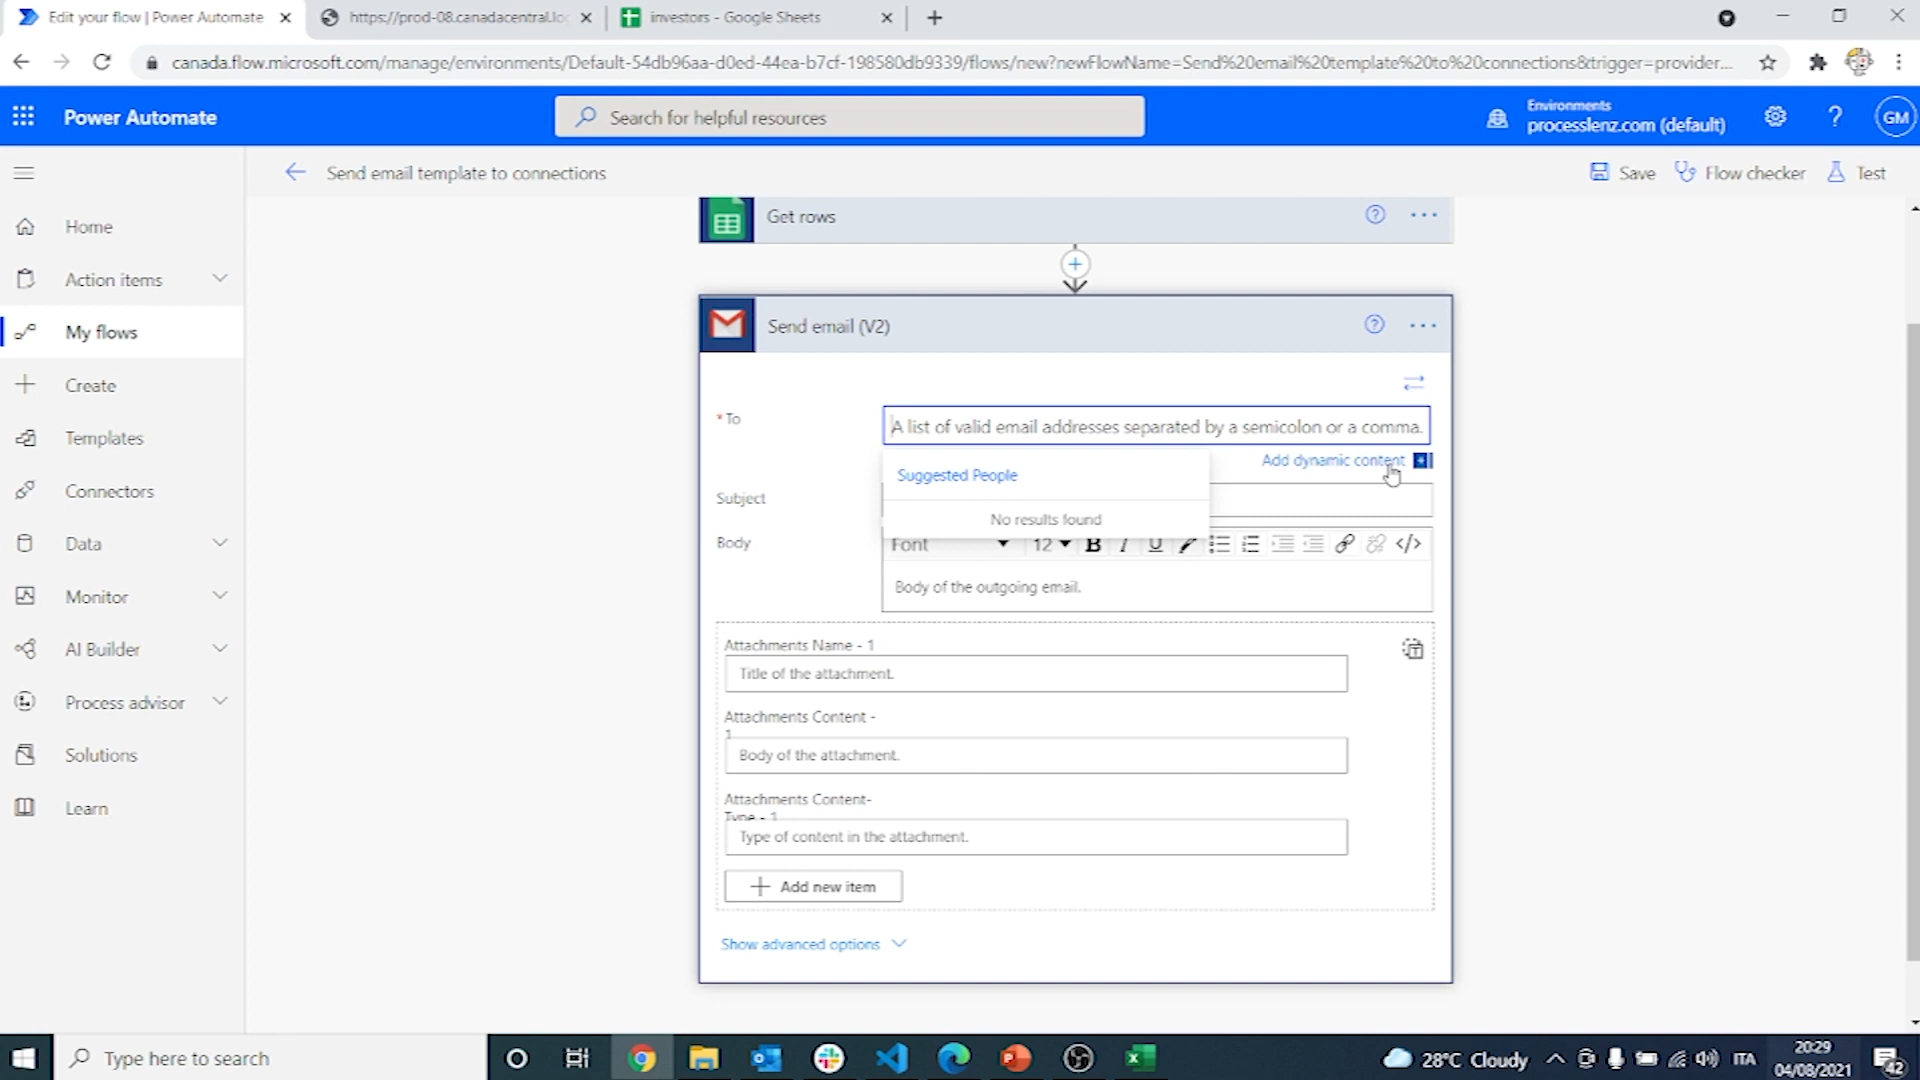 Edit your flow | Power Automate
https://prod-08.canadacentral.lo
investors - Google Sheets
canada.flow.microsoft.com/manage/environments/Default-54db96aa-d0ed-44ea-b7cf-198580db9339/flows/new?newFlowName=Send%20email%20template%20to%20connections&trigger=provider...
Power Automate
Search for helpful resources
Environments
processlenz.com (default)
?
GM
Send email template to connections
Save
Flow checker
Test
Home
Action items
My flows
Create
Templates
Connectors
Data
Monitor
AI Builder
Process advisor
Solutions
Learn
Get rows
Send email (V2)
* To
A list of valid email addresses separated by a semicolon or a comma.
Add dynamic content
Suggested People
No results found
Subject
Body
Font 12 B I U </>
Body of the outgoing email.
Attachments Name - 1
Title of the attachment.
Attachments Content -
1
Body of the attachment.
Attachments Content-
Type - 1
Type of content in the attachment.
Add new item
Show advanced options
Type here to search
28°C Cloudy
ITA
20:29
04/08/2021
42